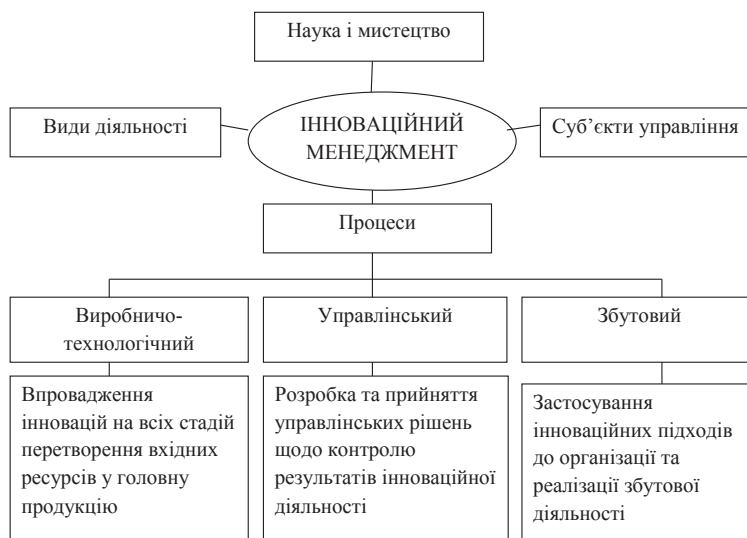 Наука і мистецтво
Види діяльності
ІННОВАЦІЙНИЙ
МЕНЕДЖМЕНТ
Суб’єкти управління
Процеси
Виробничо-
технологічний
Управлінський
Збутовий
Впровадження
інновацій на всіх стадій
перетворення вхідних
ресурсів у головну
продукцію
Розробка та прийняття
управлінських рішень
щодо контролю
результатів інноваційної
діяльності
Застосування
інноваційних підходів
до організації та
реалізації збутової
діяльності